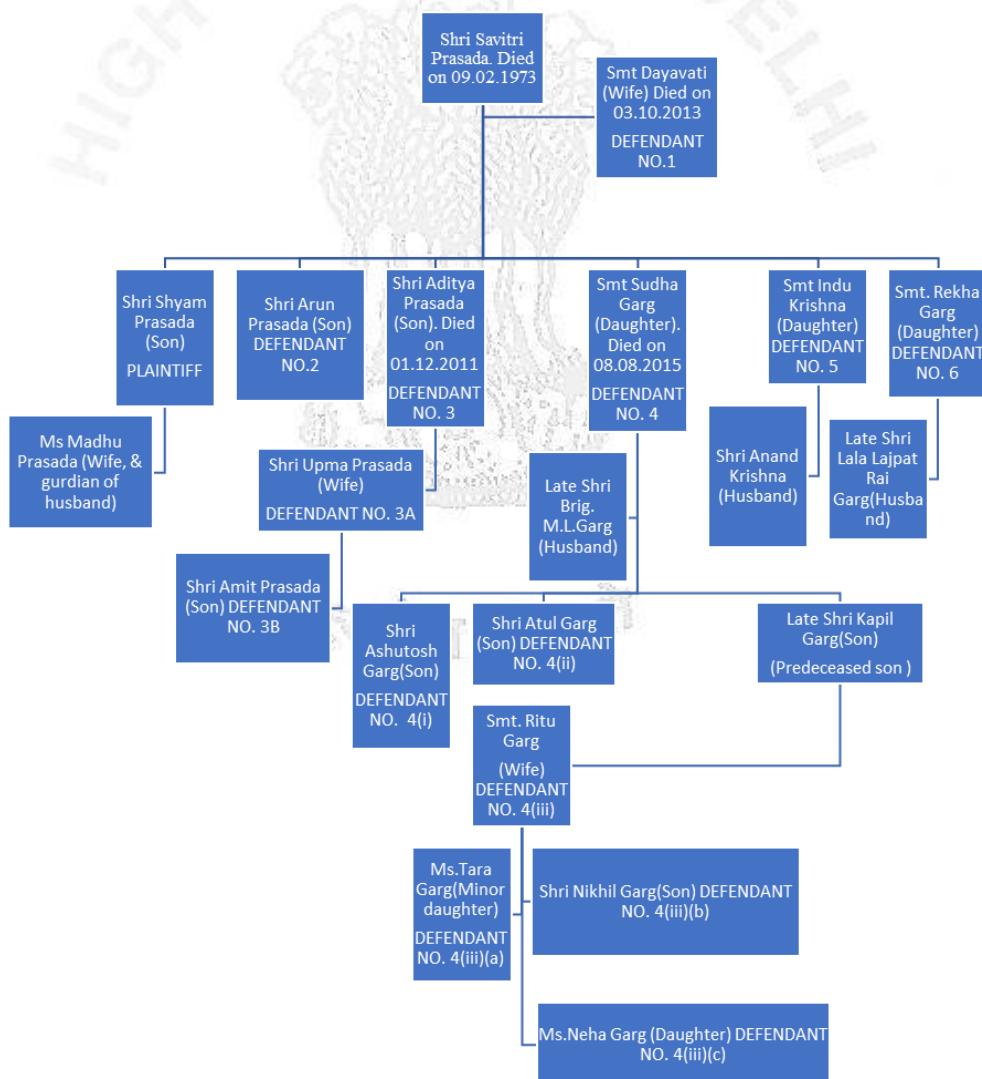 HIGH
DELHI
Shri Savitri
Prasada. Died
on 09.02.1973
Smt Dayavati
(Wife) Died on
03.10.2013
DEFENDANT
NO.1
Shri Shyam
Prasada
(Son)
PLAINTIFF
Shri Arun
Prasada (Son)
DEFENDANT
NO.2
Shri Aditya
Prasada
(Son). Died
on
01.12.2011
DEFENDANT
NO. 3
Smt Sudha
Garg
(Daughter).
Died on
08.08.2015
DEFENDANT
NO. 4
Smt Indu
Krishna
(Daughter)
DEFENDANT
NO. 5
Smt. Rekha
Garg
(Daughter)
DEFENDANT
NO. 6
Ms Madhu
Prasada (Wife, &
gurdian of
husband)
Shri Upma Prasada
(Wife)
DEFENDANT NO. 3A
Late Shri
Brig.
M.L.Garg
(Husband)
Shri Anand
Krishna
(Husband)
Late Shri
Lala Lajpat
Rai
Garg(Husba
nd)
Shri Amit Prasada
(Son) DEFENDANT
NO. 3B
Shri
Ashutosh
Garg(Son)
DEFENDANT
NO. 4(i)
Shri Atul Garg
(Son) DEFENDANT
NO. 4(ii)
Late Shri Kapil
Garg(Son)
(Predeceased son )
Smt. Ritu
Garg
(Wife)
DEFENDANT
NO. 4(iii)
Ms.Tara
Garg(Minor
daughter)
DEFENDANT
NO. 4(iii)(a)
Shri Nikhil Garg(Son) DEFENDANT
NO. 4(iii)(b)
Ms.Neha Garg (Daughter) DEFENDANT
NO. 4(iii)(c)